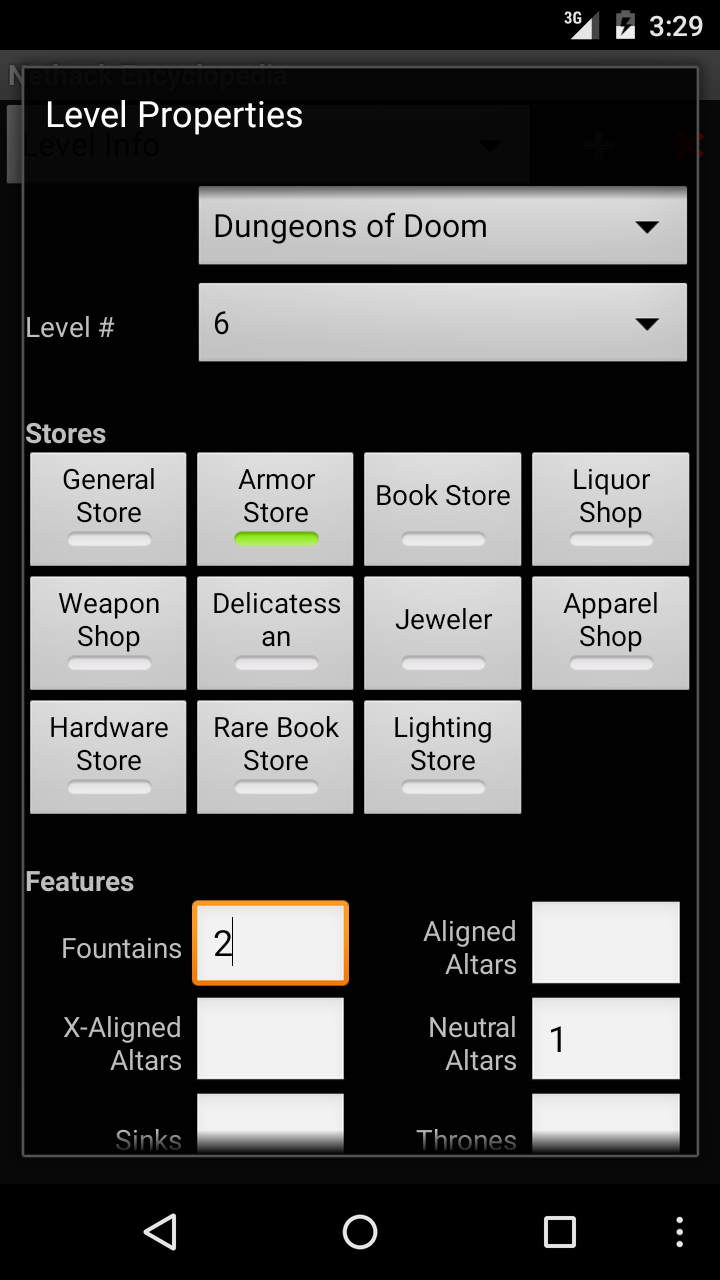 3G
3:29
Nethack Encyclopedia
Level Properties
Level Info
Dungeons of Doom
Level #
6
Stores
General
Store
Armor
Store
Book Store
Liquor
Shop
Weapon
Shop
Delicatess
an
Jeweler
Apparel
Shop
Hardware
Store
Rare Book
Store
Lighting
Store
Features
Fountains
2
Aligned
Altars
X-Aligned
Altars
Neutral
Altars
1
Sinks
Thrones